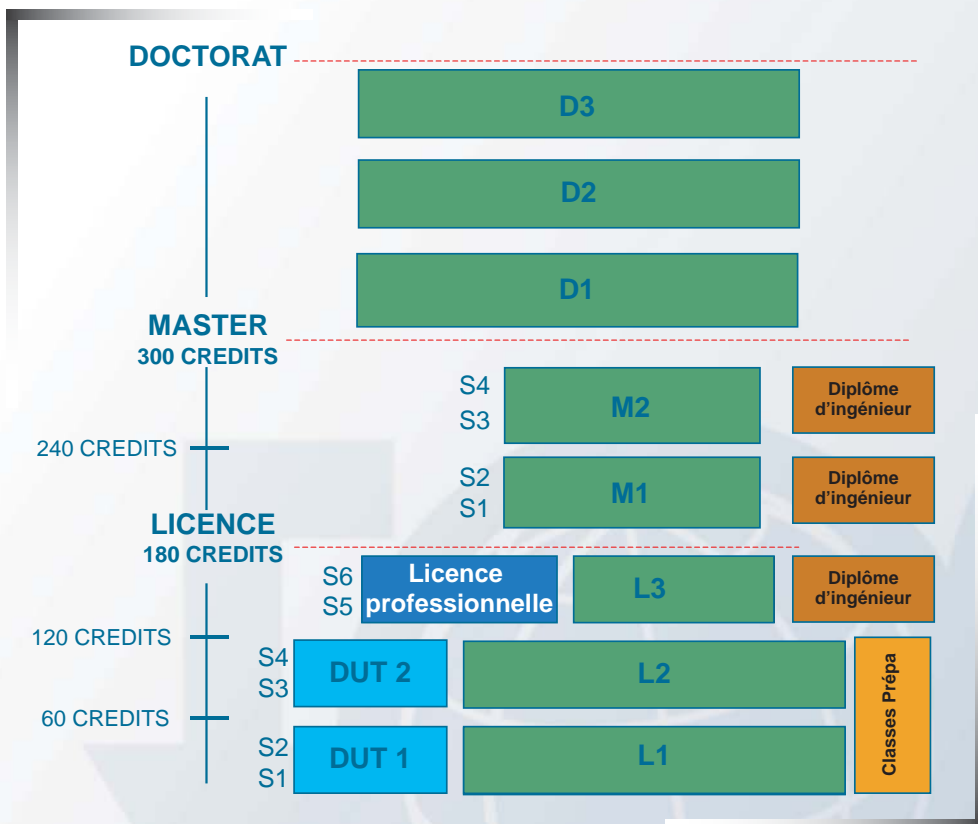 DOCTORAT
D3
D2
D1
MASTER
300 CREDITS
S4
S3
M2
Diplôme
d'ingénieur
240 CREDITS
S2
S1
M1
Diplôme
d'ingénieur
LICENCE
180 CREDITS
S6
S5
Licence
professionnelle
L3
Diplôme
d'ingénieur
120 CREDITS
S4
S3
DUT 2
L2
Classes Prépa
60 CREDITS
S2
S1
DUT 1
L1